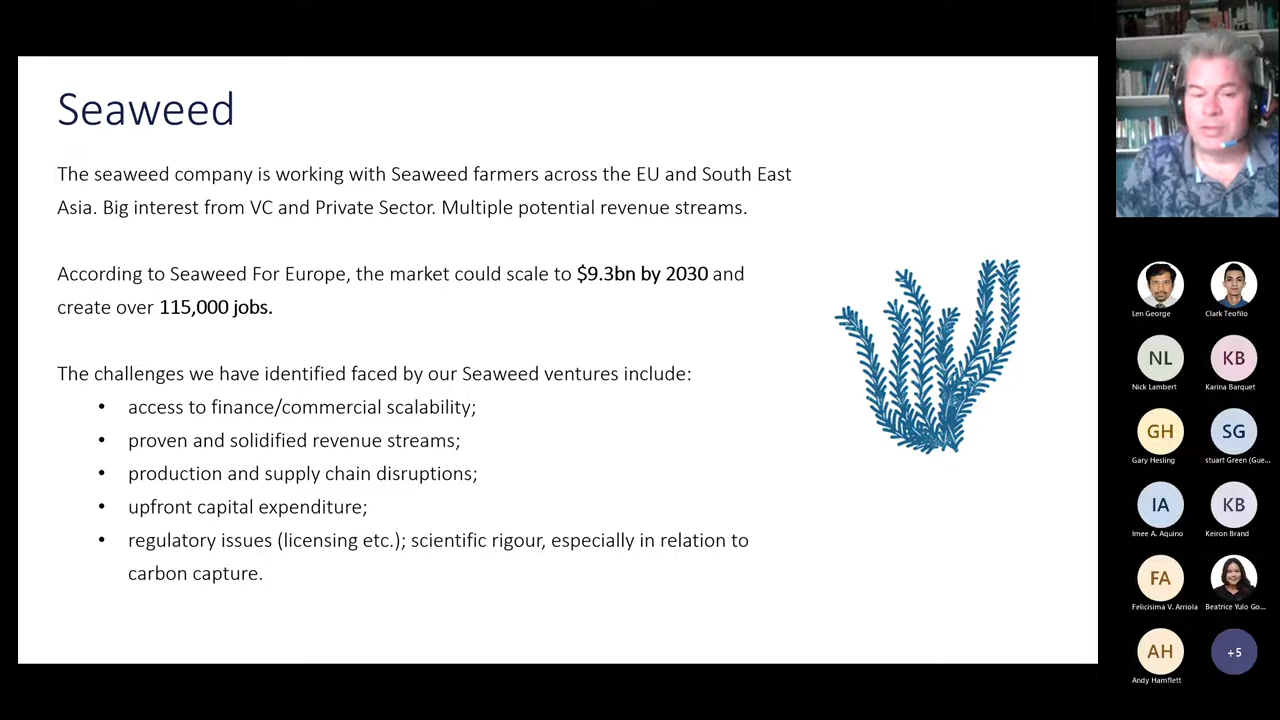 Seaweed
The seaweed company is working with Seaweed farmers across the EU and South East
Asia. Big interest from VC and Private Sector. Multiple potential revenue streams.
According to Seaweed For Europe, the market could scale to $9.3bn by 2030 and
create over 115,000 jobs.
The challenges we have identified faced by our Seaweed ventures include:
• access to finance/commercial scalability;
• proven and solidified revenue streams;
• production and supply chain disruptions;
• upfront capital expenditure;
• regulatory issues (licensing etc.); scientific rigour, especially in relation to
carbon capture.
Len George
Clark Teofilo
NL
KB
Nick Lambert
Karina Barquet
GH
SG
Gary Hesling
stuart Green (Gue...
IA
KB
Imee A. Aquino
Keiron Brand
FA
Felicisima V. Arriola
Beatrice Yulo Go...
AH
+5
Andy Hamflett